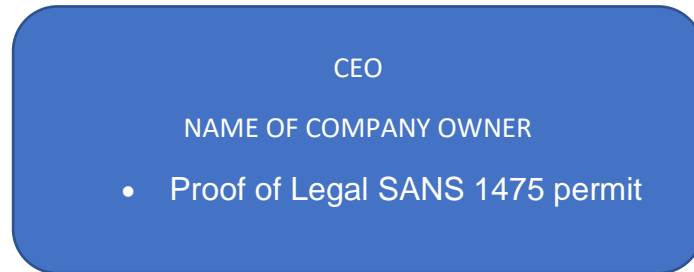 CEO
NAME OF COMPANY OWNER
• Proof of Legal SANS 1475 permit